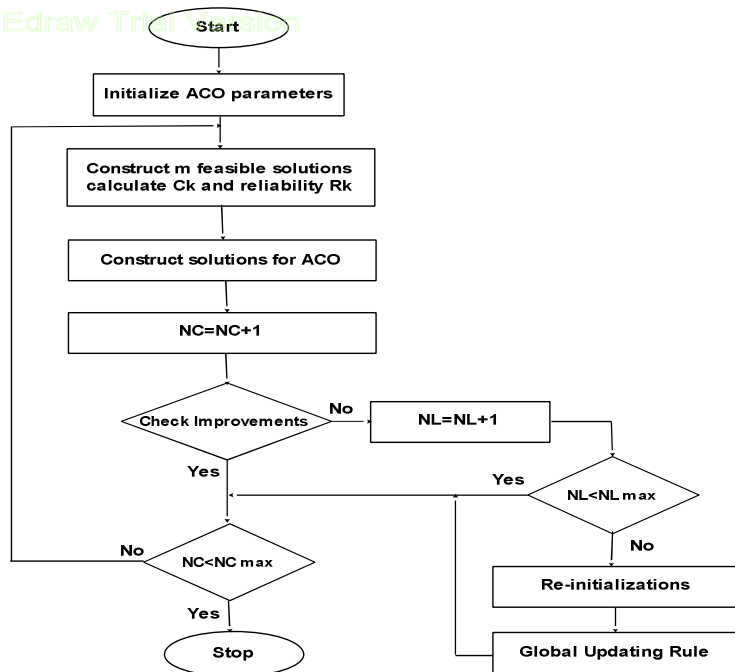 Edraw Trial Version
Start
Initialize ACO parameters
Construct m feasible solutions
calculate Ck and reliability Rk
Construct solutions for ACO
NC=NC+1
Check Improvements
No
NL=NL+1
Yes
Yes
NL<NL max
No
No
NC<NC max
Re-initializations
Yes
Stop
Global Updating Rule